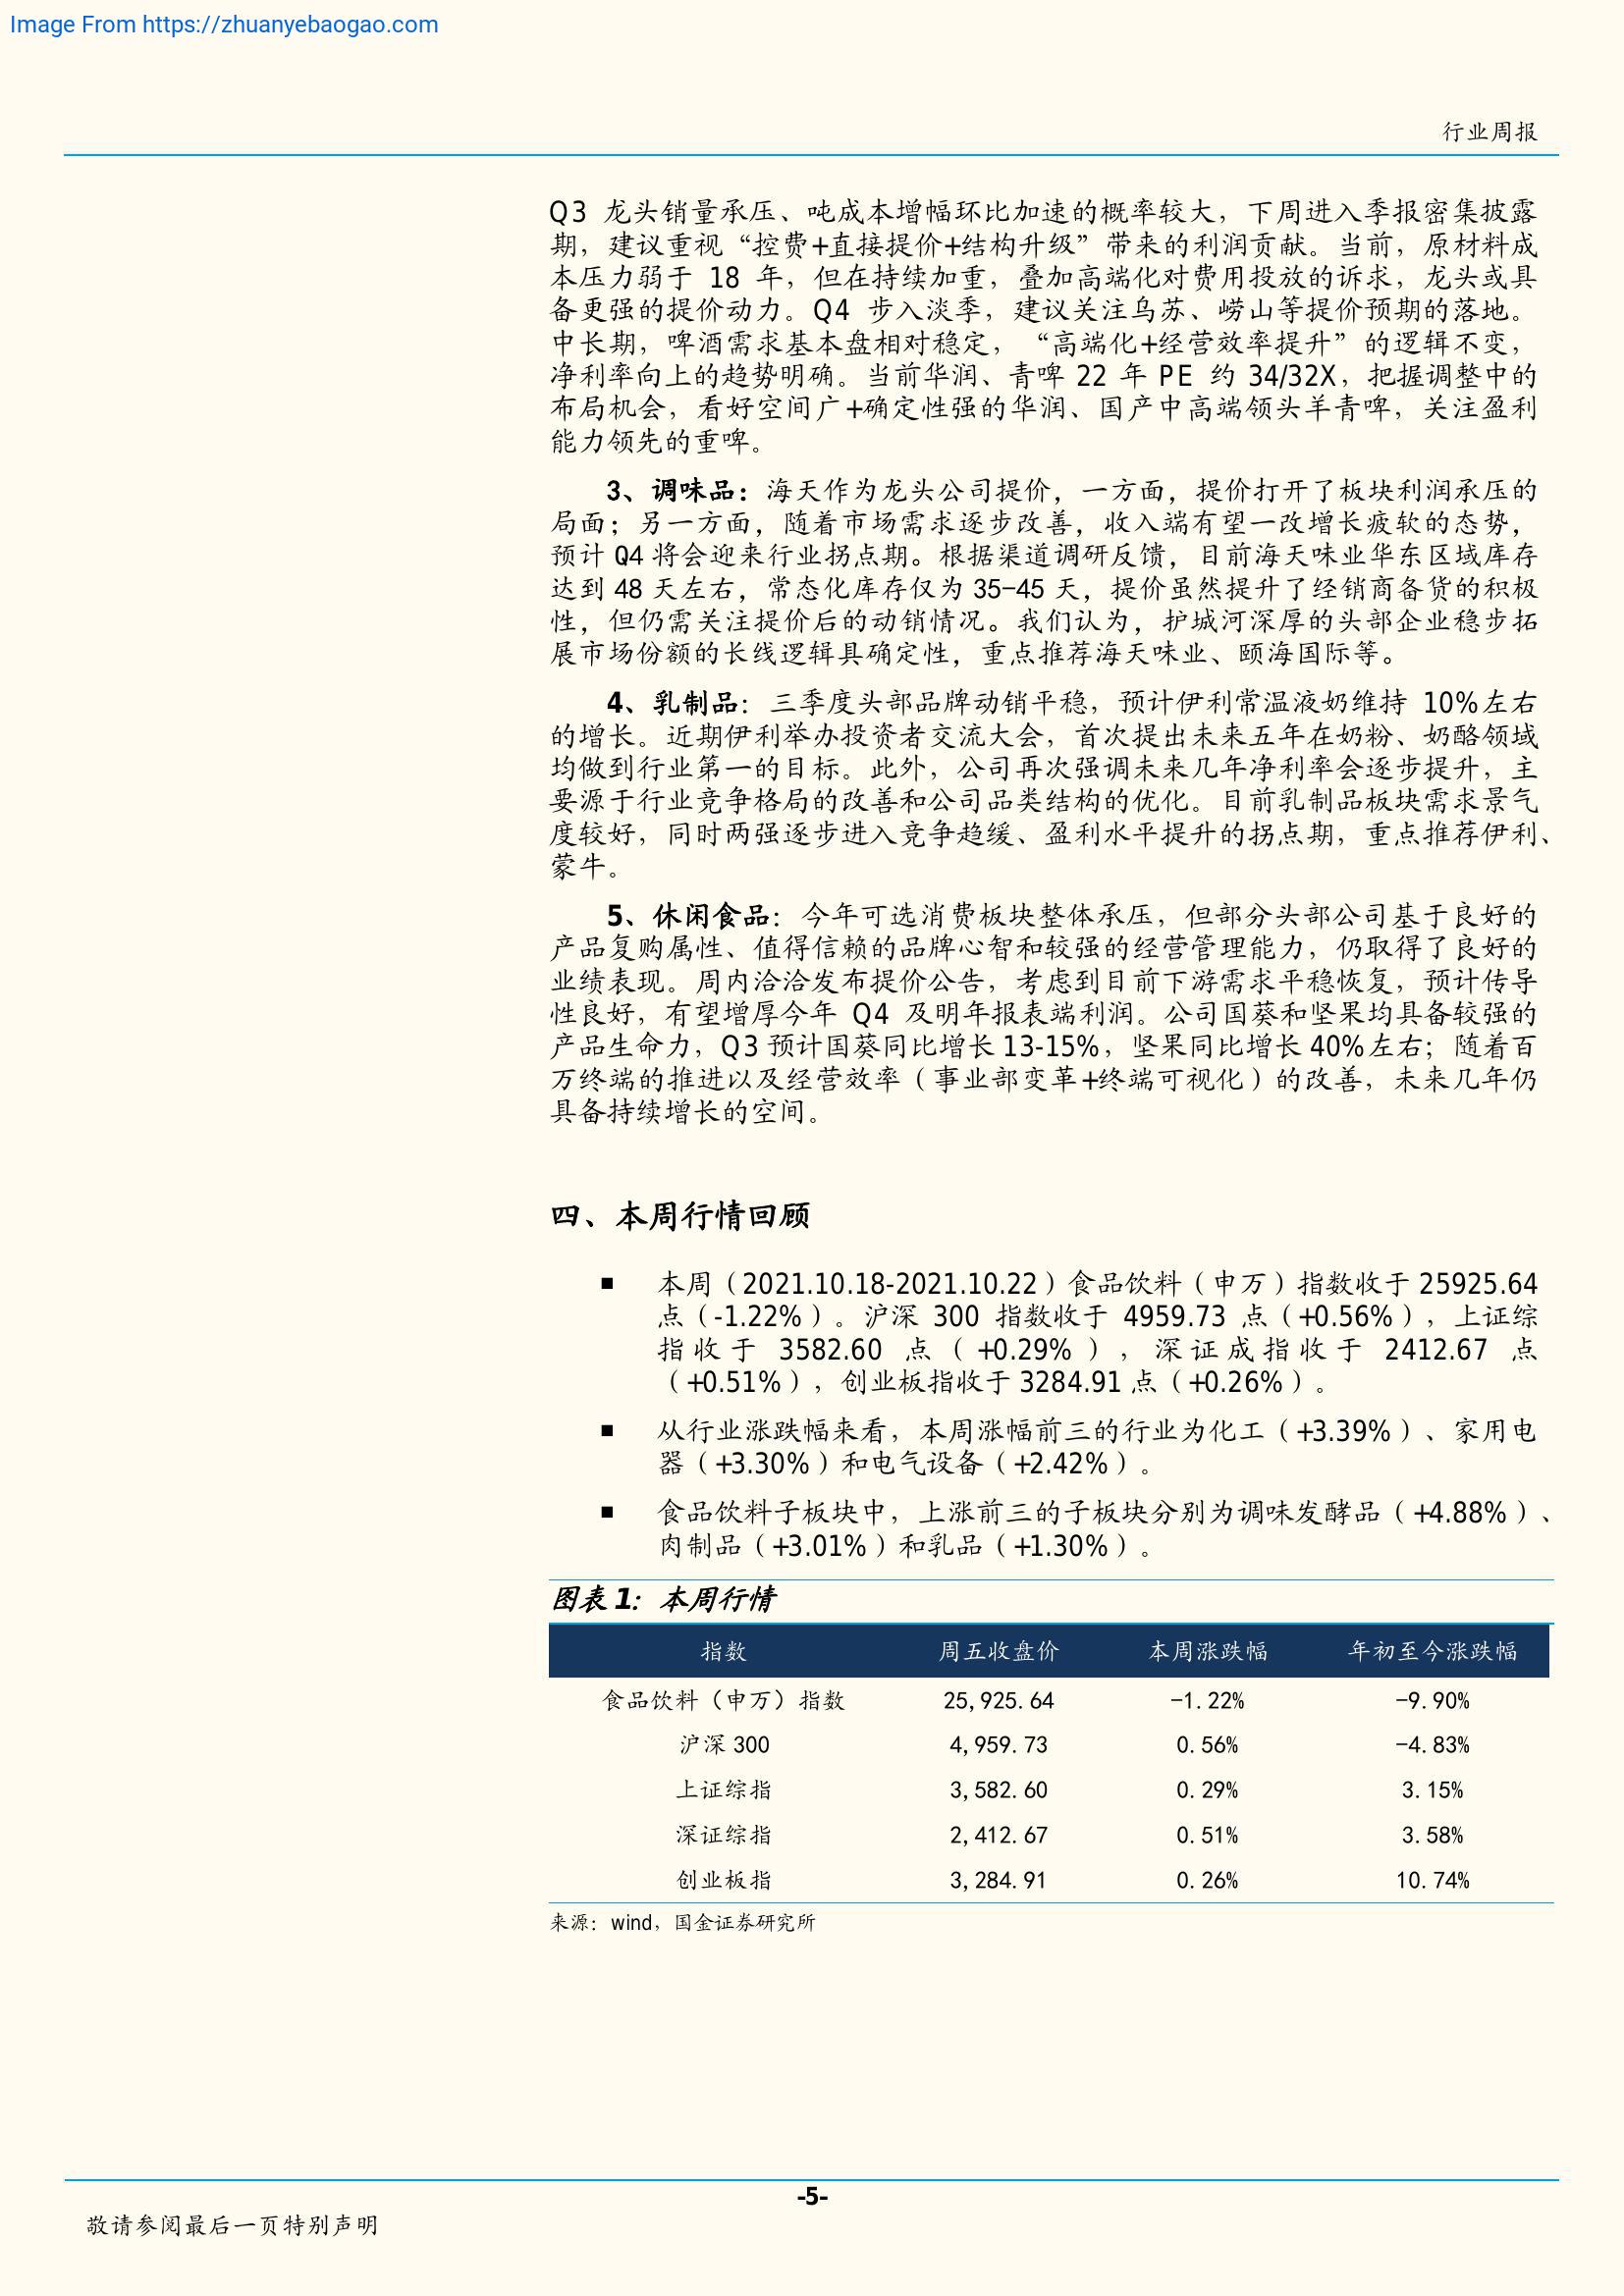 Image From https://zhuanyebaogao.com
行业周报
Q3 龙头销量承压、吨成本增幅环比加速的概率较大，下周进入季报密集披露
期，建议重视“控费+直接提价+结构升级”带来的利润贡献。当前，原材料成
本压力弱于 18 年，但在持续加重，叠加高端化对费用投放的诉求，龙头或具
备更强的提价动力。Q4 步入淡季，建议关注乌苏、崂山等提价预期的落地。
中长期，啤酒需求基本盘相对稳定，“高端化+经营效率提升”的逻辑不变，
净利率向上的趋势明确。当前华润、青啤 22 年 PE 约 34/32X，把握调整中的
布局机会，看好空间广+确定性强的华润、国产中高端领头羊青啤，关注盈利
能力领先的重啤。
3、调味品：海天作为龙头公司提价，一方面，提价打开了板块利润承压的
局面；另一方面，随着市场需求逐步改善，收入端有望一改增长疲软的态势，
预计 Q4 将会迎来行业拐点期。根据渠道调研反馈，目前海天味业华东区域库存
达到 48 天左右，常态化库存仅为 35-45 天，提价虽然提升了经销商备货的积极
性，但仍需关注提价后的动销情况。我们认为，护城河深厚的头部企业稳步拓
展市场份额的长线逻辑具确定性，重点推荐海天味业、颐海国际等。
4、乳制品：三季度头部品牌动销平稳，预计伊利常温液奶维持 10%左右
的增长。近期伊利举办投资者交流大会，首次提出未来五年在奶粉、奶酪领域
均做到行业第一的目标。此外，公司再次强调未来几年净利率会逐步提升，主
要源于行业竞争格局的改善和公司品类结构的优化。目前乳制品板块需求景气
度较好，同时两强逐步进入竞争趋缓、盈利水平提升的拐点期，重点推荐伊利、
蒙牛。
5、休闲食品：今年可选消费板块整体承压，但部分头部公司基于良好的
产品复购属性、值得信赖的品牌心智和较强的经营管理能力，仍取得了良好的
业绩表现。周内洽洽发布提价公告，考虑到目前下游需求平稳恢复，预计传导
性良好，有望增厚今年 Q4 及明年报表端利润。公司国葵和坚果均具备较强的
产品生命力，Q3 预计国葵同比增长 13-15%，坚果同比增长 40%左右；随着百
万终端的推进以及经营效率（事业部变革+终端可视化）的改善，未来几年仍
具备持续增长的空间。
四、本周行情回顾
■ 本周（2021.10.18-2021.10.22）食品饮料（申万）指数收于 25925.64
点（-1.22%）。沪深 300 指数收于 4959.73 点（+0.56%），上证综
指收于 3582.60 点（+0.29%），深证成指收于 2412.67 点
（+0.51%），创业板指收于 3284.91 点（+0.26%）。
■ 从行业涨跌幅来看，本周涨幅前三的行业为化工（+3.39%）、家用电
器（+3.30%）和电气设备（+2.42%）。
■ 食品饮料子板块中，上涨前三的子板块分别为调味发酵品（+4.88%）、
肉制品（+3.01%）和乳品（+1.30%）。
图表 1：本周行情
指数 周五收盘价 本周涨跌幅 年初至今涨跌幅
食品饮料（申万）指数 25,925.64 -1.22% -9.90%
沪深 300 4,959.73 0.56% -4.83%
上证综指 3,582.60 0.29% 3.15%
深证综指 2,412.67 0.51% 3.58%
创业板指 3,284.91 0.26% 10.74%
来源：wind，国金证券研究所
-5-
敬请参阅最后一页特别声明